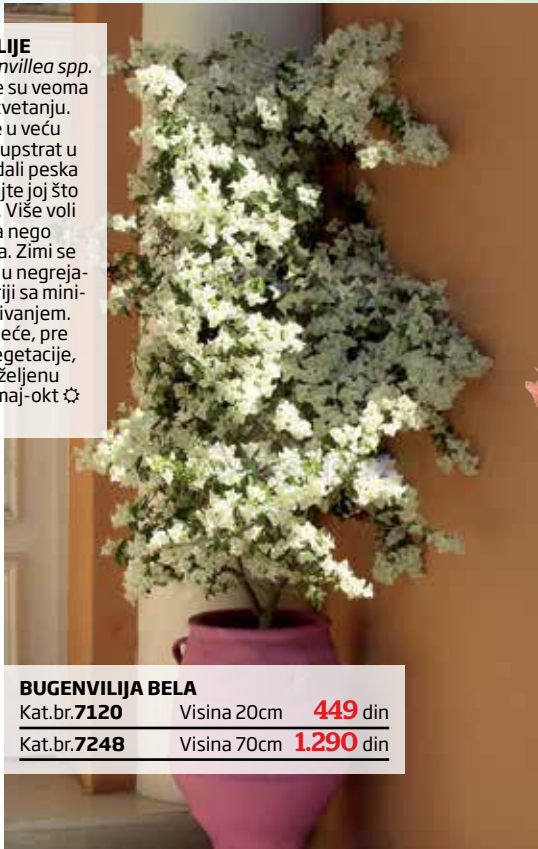 LIJE
nvillea spp.
e su veoma
cvetanju.
e u veću
upstrat u
dali peska
jte joj što
. Više voli
a nego
a. Zimi se
u negreja-
riji sa mini-
ivanjem.
eće, pre
egetacije,
željenu
maj-okt
BUGENVILIJA BELA
Kat.br.7120 Visina 20cm 449 din
Kat.br.7248 Visina 70cm 1.290 din